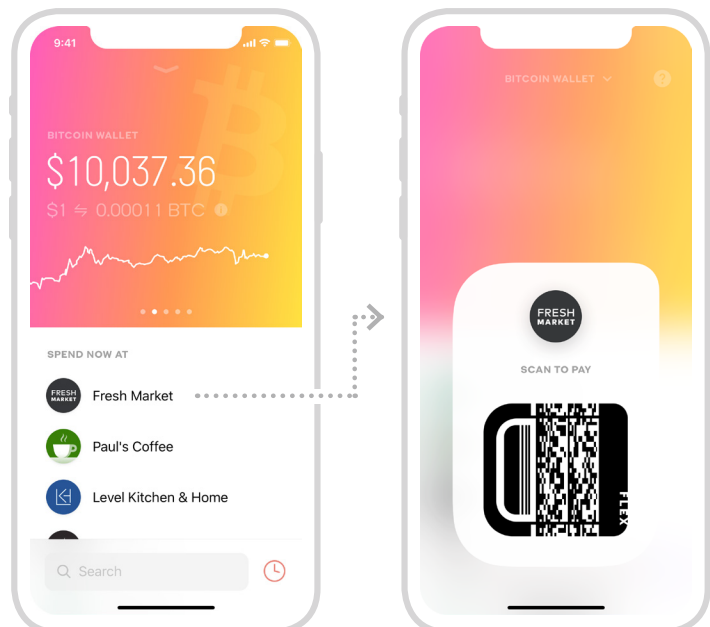 9:41
BITCOIN WALLET
$10,037.36
$1 ⇋ 0.00011 BTC
SPEND NOW AT
FRESH
MARKET
Fresh Market
Paul's Coffee
Level Kitchen & Home
Search
BITCOIN WALLET
?
FRESH
MARKET
SCAN TO PAY
FLEX